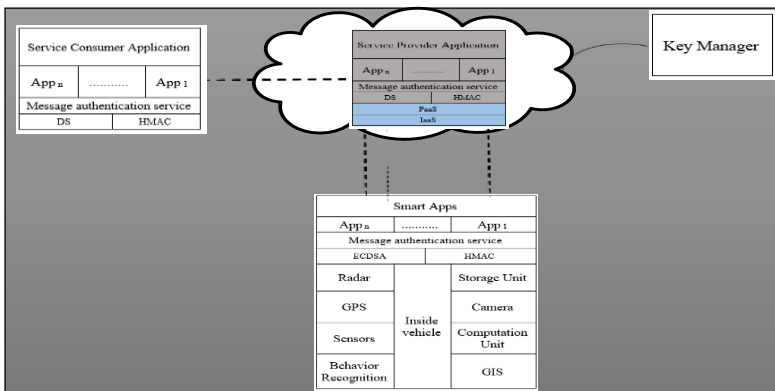 Service Consumer Application
App n ........... App 1
Message authentication service
DS HMAC
Service Provider Application
App n ........... App 1
Message authentication service
DS HMAC
PaaS
IaaS
Key Manager
Smart Apps
App n ........... App 1
Message authentication service
ECDSA HMAC
Radar
GPS
Sensors
Behavior
Recognition
Inside
vehicle
Storage Unit
Camera
Computation
Unit
GIS